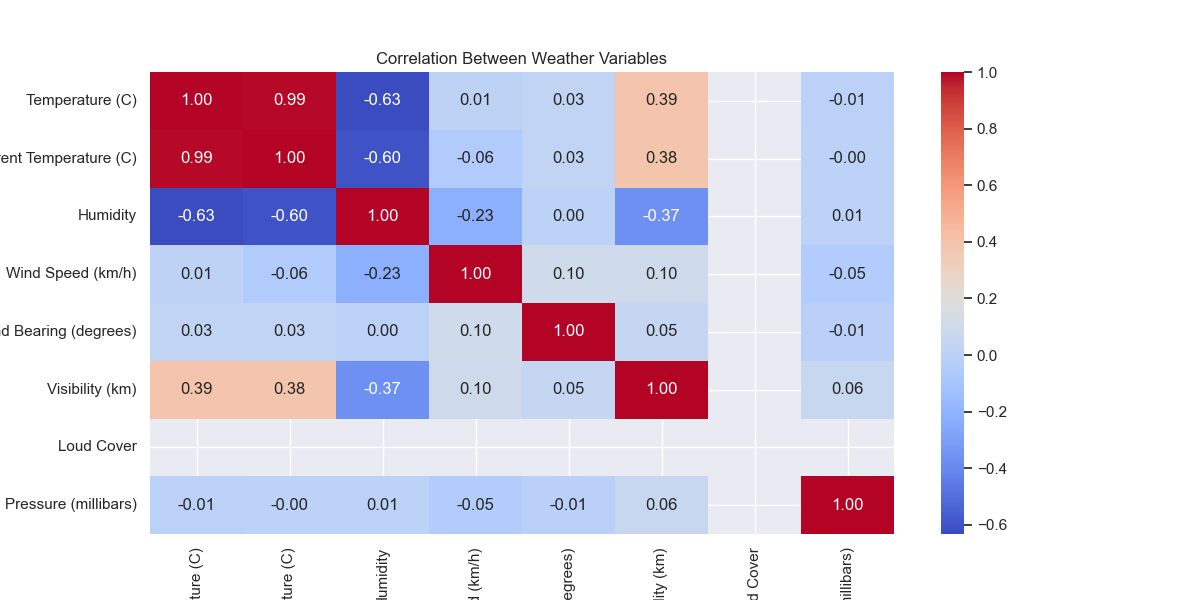 Correlation Between Weather Variables
Temperature (C) 1.00 0.99 -0.63 0.01 0.03 0.39 -0.01
rent Temperature (C) 0.99 1.00 -0.60 -0.06 0.03 0.38 -0.00
Humidity -0.63 -0.60 1.00 -0.23 0.00 -0.37 0.01
Wind Speed (km/h) 0.01 -0.06 -0.23 1.00 0.10 0.10 -0.05
d Bearing (degrees) 0.03 0.03 0.00 0.10 1.00 0.05 -0.01
Visibility (km) 0.39 0.38 -0.37 0.10 0.05 1.00 0.06
Loud Cover
Pressure (millibars) -0.01 -0.00 0.01 -0.05 -0.01 0.06 1.00
ture (C)
ture (C)
umidity
d (km/h)
egrees)
lity (km)
d Cover
illibars)
1.0
0.8
0.6
0.4
0.2
0.0
−0.2
−0.4
−0.6